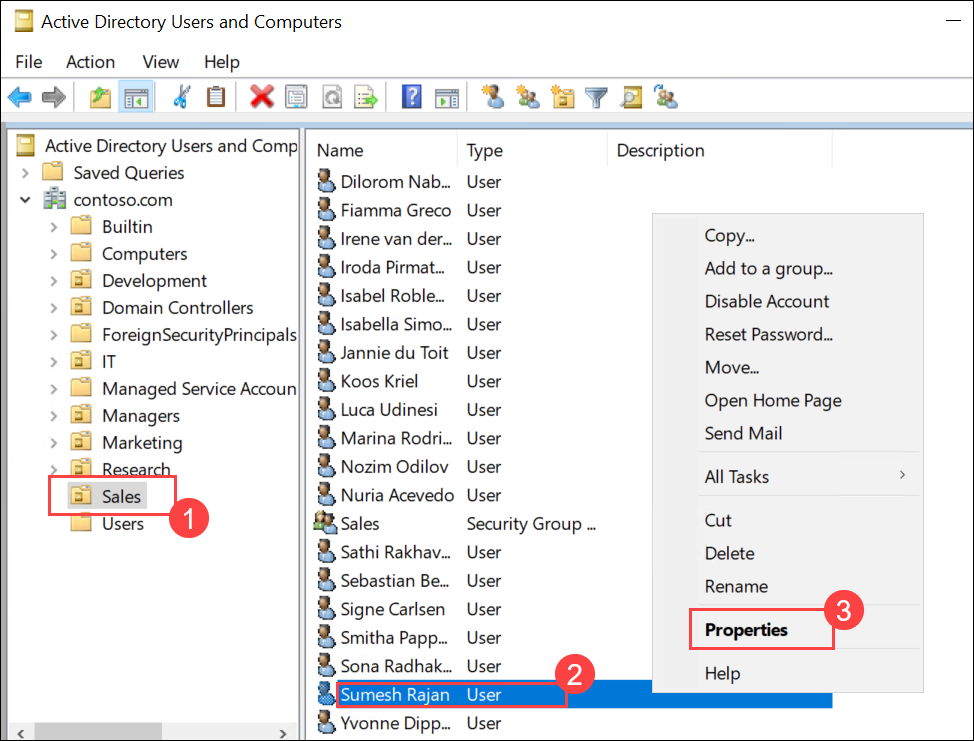 Active Directory Users and Computers
File Action View Help
Active Directory Users and Comp
Saved Queries
contoso.com
Builtin
Computers
Development
Domain Controllers
ForeignSecurityPrincipals
IT
Managed Service Accoun
Managers
Marketing
Research
Sales
1
Users
Name Type Description
Dilorom Nab... User
Fiamma Greco User
Irene van der... User
Iroda Pirmat... User
Isabel Roble... User
Isabella Simo... User
Jannie du Toit User
Koos Kriel User
Luca Udinesi User
Marina Rodri... User
Nozim Odilov User
Nuria Acevedo User
Sales Security Group ...
Sathi Rakhav... User
Sebastian Be... User
Signe Carlsen User
Smitha Papp... User
Sona Radhak... User
Sumesh Rajan User
2
Yvonne Dipp... User
Copy...
Add to a group...
Disable Account
Reset Password...
Move...
Open Home Page
Send Mail
All Tasks
Cut
Delete
Rename
Properties
3
Help